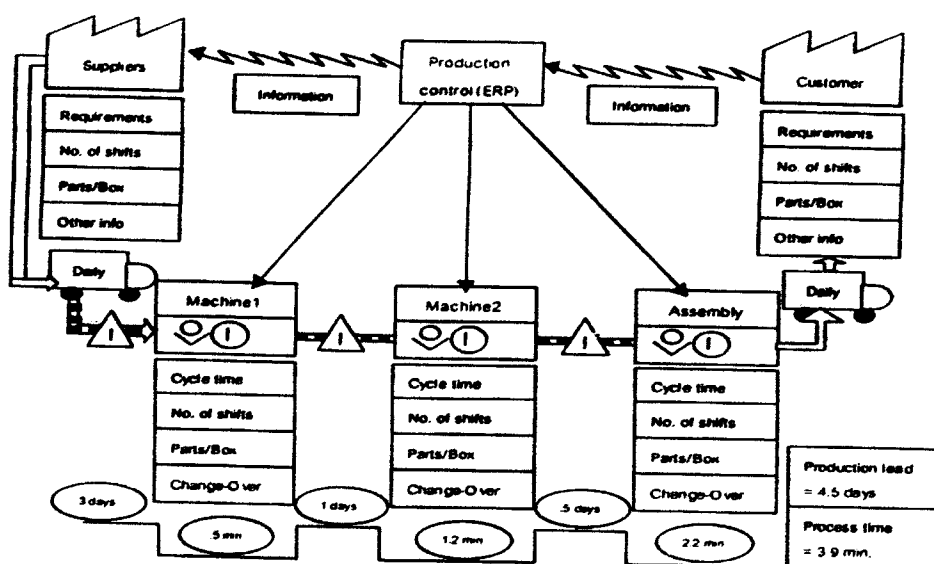 Suppliers
Information
Production
control (ERP)
Information
Customer
Requirements
No. of shifts
Parts/Box
Other info
Requirements
No. of shifts
Parts/Box
Other info
Daily
Daily
Machine1
Machine2
Assembly
I
I
I
I
I
I
Cycle time
No. of shifts
Parts/Box
Change-Over
Cycle time
No. of shifts
Parts/Box
Change-Over
Cycle time
No. of shifts
Parts/Box
Change-Over
3 days
1 days
.5 days
.5 min
1.2 min
2.2 min
Production lead
= 4.5 days
Process time
= 3.9 min.